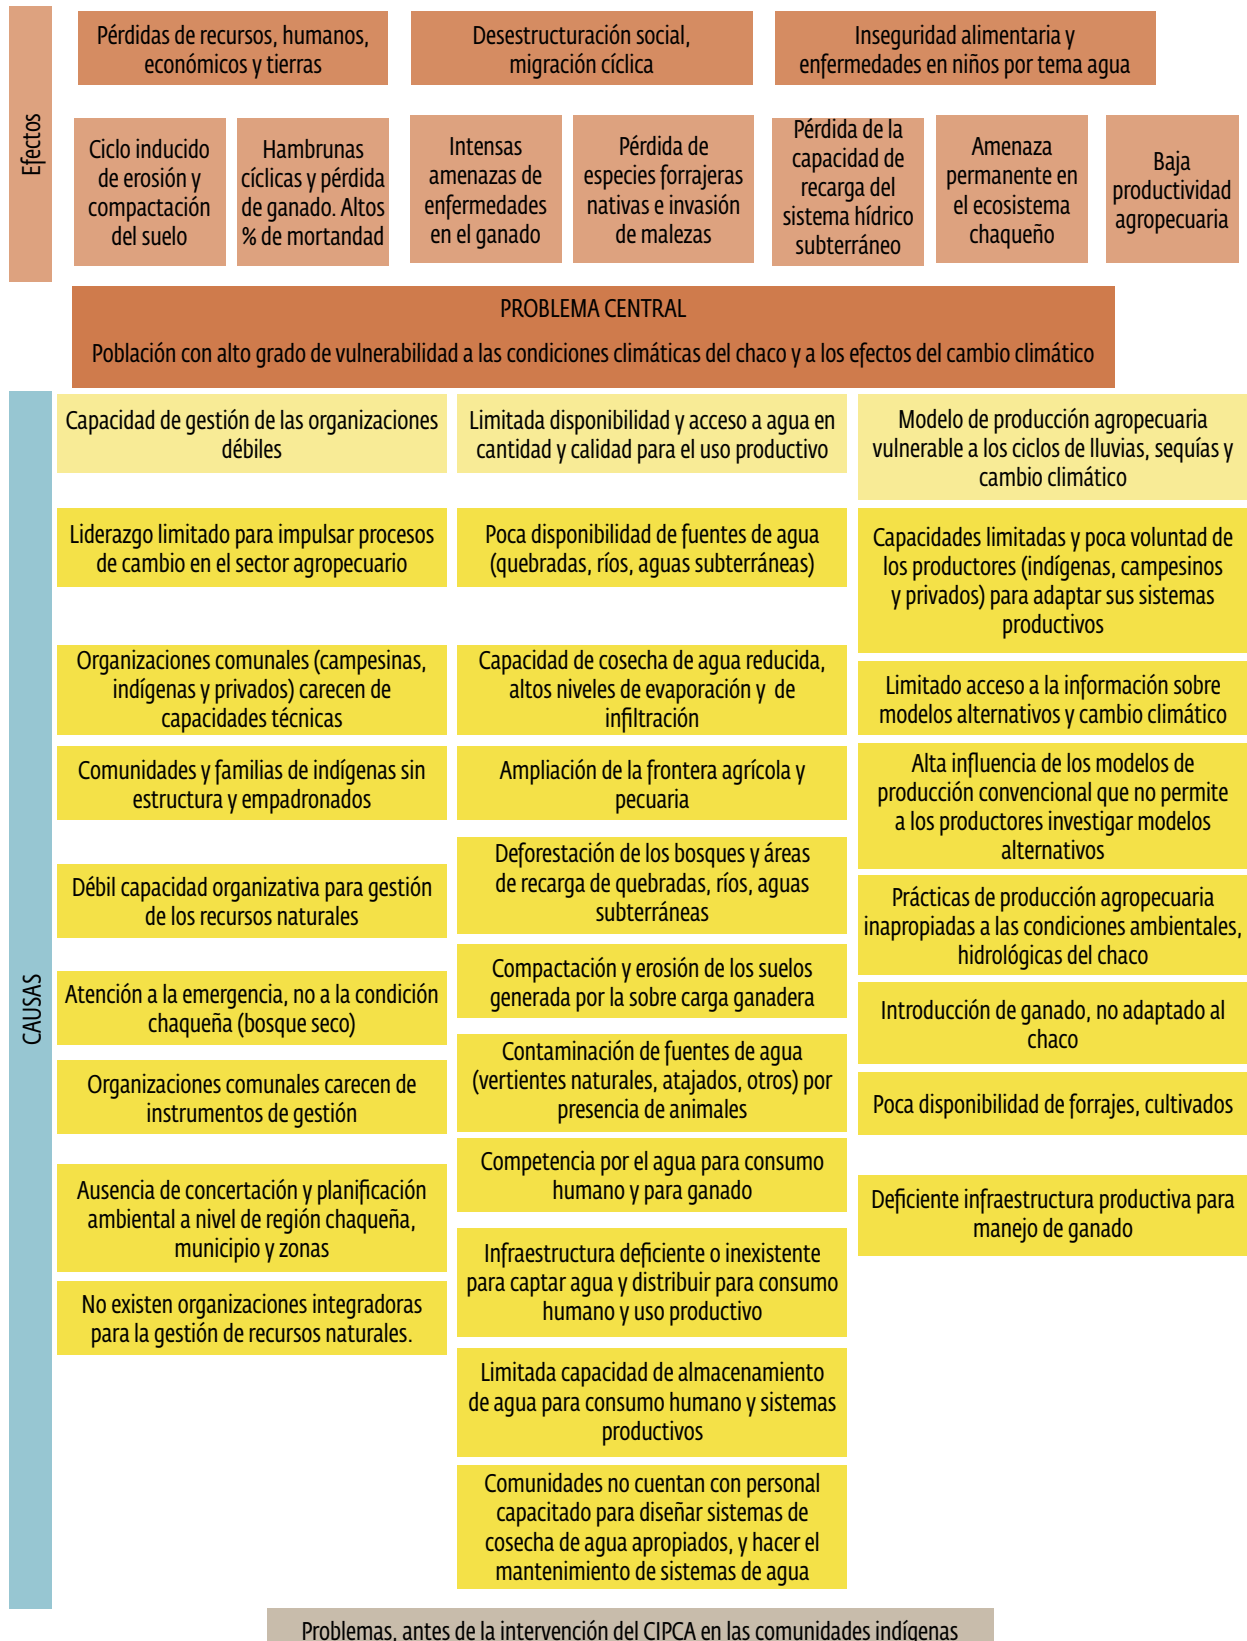 Efectos
Pérdidas de recursos, humanos,
económicos y tierras
Desestructuración social,
migración cíclica
Inseguridad alimentaria y
enfermedades en niños por tema agua
Ciclo inducido
de erosión y
compactación
del suelo
Hambrunas
cíclicas y pérdida
de ganado. Altos
% de mortandad
Intensas
amenazas de
enfermedades
en el ganado
Pérdida de
especies forrajeras
nativas e invasión
de malezas
Pérdida de la
capacidad de
recarga del
sistema hídrico
subterráneo
Amenaza
permanente en
el ecosistema
chaqueño
Baja
productividad
agropecuaria
PROBLEMA CENTRAL
Población con alto grado de vulnerabilidad a las condiciones climáticas del chaco y a los efectos del cambio climático
CAUSAS
Capacidad de gestión de las organizaciones
débiles
Liderazgo limitado para impulsar procesos
de cambio en el sector agropecuario
Organizaciones comunales (campesinas,
indígenas y privados) carecen de
capacidades técnicas
Comunidades y familias de indígenas sin
estructura y empadronados
Débil capacidad organizativa para gestión
de los recursos naturales
Atención a la emergencia, no a la condición
chaqueña (bosque seco)
Organizaciones comunales carecen de
instrumentos de gestión
Ausencia de concertación y planificación
ambiental a nivel de región chaqueña,
municipio y zonas
No existen organizaciones integradoras
para la gestión de recursos naturales.
Limitada disponibilidad y acceso a agua en
cantidad y calidad para el uso productivo
Poca disponibilidad de fuentes de agua
(quebradas, ríos, aguas subterráneas)
Capacidad de cosecha de agua reducida,
altos niveles de evaporación y de
infiltración
Ampliación de la frontera agrícola y
pecuaria
Deforestación de los bosques y áreas
de recarga de quebradas, ríos, aguas
subterráneas
Compactación y erosión de los suelos
generada por la sobre carga ganadera
Contaminación de fuentes de agua
(vertientes naturales, atajados, otros) por
presencia de animales
Competencia por el agua para consumo
humano y para ganado
Infraestructura deficiente o inexistente
para captar agua y distribuir para consumo
humano y uso productivo
Limitada capacidad de almacenamiento
de agua para consumo humano y sistemas
productivos
Comunidades no cuentan con personal
capacitado para diseñar sistemas de
cosecha de agua apropiados, y hacer el
mantenimiento de sistemas de agua
Modelo de producción agropecuaria
vulnerable a los ciclos de lluvias, sequías y
cambio climático
Capacidades limitadas y poca voluntad de
los productores (indígenas, campesinos
y privados) para adaptar sus sistemas
productivos
Limitado acceso a la información sobre
modelos alternativos y cambio climático
Alta influencia de los modelos de
producción convencional que no permite
a los productores investigar modelos
alternativos
Prácticas de producción agropecuaria
inapropiadas a las condiciones ambientales,
hidrológicas del chaco
Introducción de ganado, no adaptado al
chaco
Poca disponibilidad de forrajes, cultivados
Deficiente infraestructura productiva para
manejo de ganado
Problemas, antes de la intervención del CIPCA en las comunidades indígenas